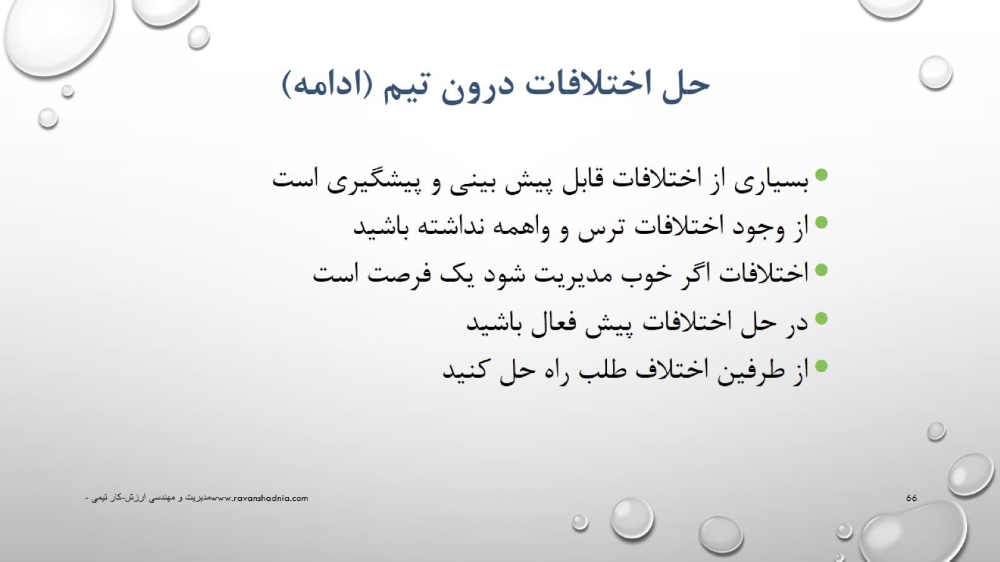 حل اختلافات درون تیم (ادامه)
بسیاری از اختلافات قابل پیش بینی و پیشگیری است
از وجود اختلافات ترس و واهمه نداشته باشید
اختلافات اگر خوب مدیریت شود یک فرصت است
در حل اختلافات پیش فعال باشید
از طرفین اختلاف طلب راه حل کنید
مدیریت و مهندسی ارزش-کار تیمی - www.ravanshadnia.com
66